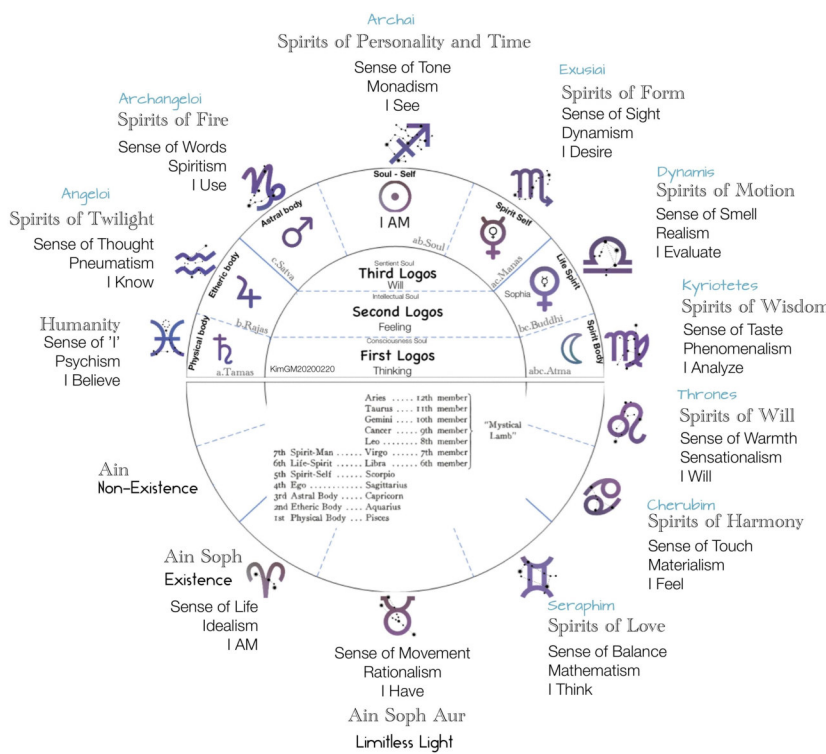 Archai
Spirits of Personality and Time
Sense of Tone
Monadism
I See
Exusiai
Spirits of Form
Sense of Sight
Dynamism
I Desire
Archangeloi
Spirits of Fire
Sense of Words
Spiritism
I Use
Dynamis
Spirits of Motion
Sense of Smell
Realism
I Evaluate
Angeloi
Spirits of Twilight
Sense of Thought
Pneumatism
I Know
Kyriotetes
Spirits of Wisdom
Sense of Taste
Phenomenalism
I Analyze
Humanity
Sense of 'I'
Psychism
I Believe
Soul - Self
I AM
ab.Soul
Astral body
c.Satva
Spirit Self
ac.Manas
Etheric body
b.Rajas
Life Spirit
Sophia
bc.Buddhi
Physical body
a.Tamas
Spirit Body
abc.Atma
Sentient Soul
Third Logos
Will
Intellectual Soul
Second Logos
Feeling
Consciousness Soul
First Logos
Thinking
KimGM20200220
Aries ..... 12th member
Taurus .... 11th member
Gemini .... 10th member
Cancer .... 9th member
Leo ........ 8th member
"Mystical
Lamb"
7th Spirit-Man ..... Virgo .... 7th member
6th Life-Spirit ..... Libra .... 6th member
5th Spirit-Self ..... Scorpio
4th Ego ............ Sagittarius
3rd Astral Body ..... Capricorn
2nd Etheric Body .... Aquarius
1st Physical Body ... Pisces
Thrones
Spirits of Will
Sense of Warmth
Sensationalism
I Will
Ain
Non-Existence
Cherubim
Spirits of Harmony
Sense of Touch
Materialism
I Feel
Ain Soph
Existence
Sense of Life
Idealism
I AM
Seraphim
Spirits of Love
Sense of Balance
Mathematism
I Think
Sense of Movement
Rationalism
I Have
Ain Soph Aur
Limitless Light